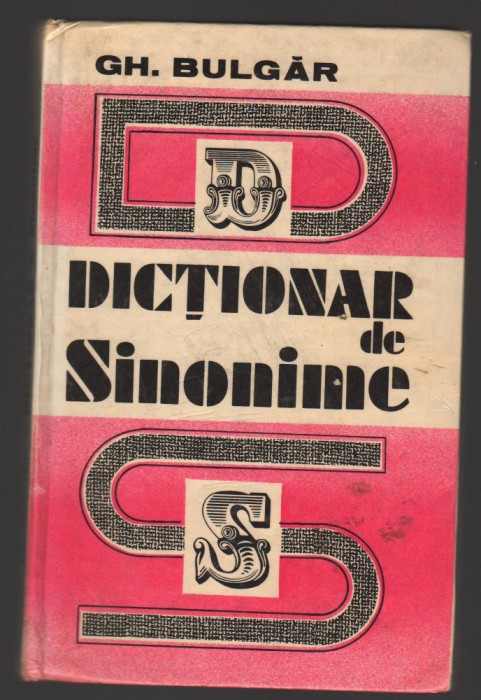 GH. BULGĂR
D
DICȚIONAR
de
Sinonime
S